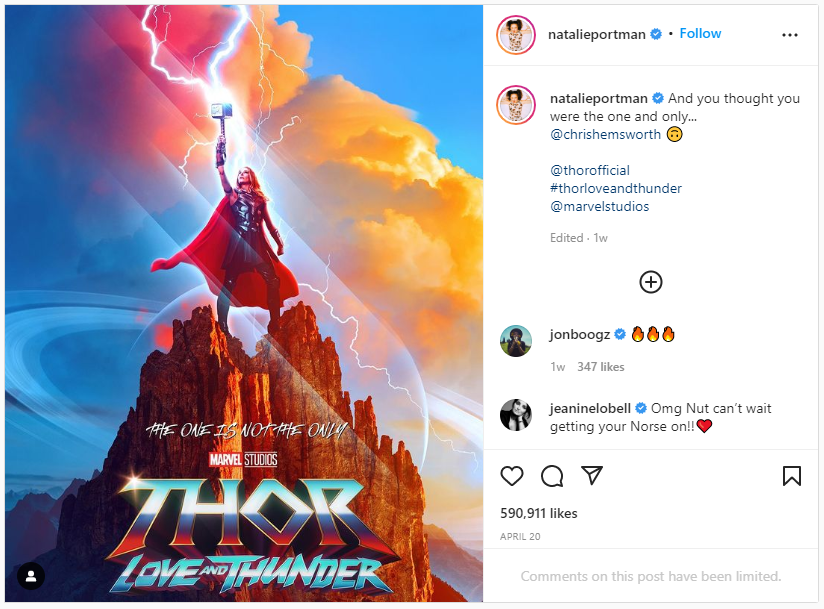 natalieportman • Follow
natalieportman And you thought you
were the one and only...
@chrishemsworth 🙃
@thorofficial
#thorloveandthunder
@marvelstudios
Edited · 1w
jonboogz 🔥🔥🔥
1w 347 likes
jeaninelobell Omg Nut can't wait
getting your Norse on!!❤️
590,911 likes
APRIL 20
Comments on this post have been limited.
THE ONE IS NOT THE ONLY
MARVEL STUDIOS
THOR
LOVE AND THUNDER